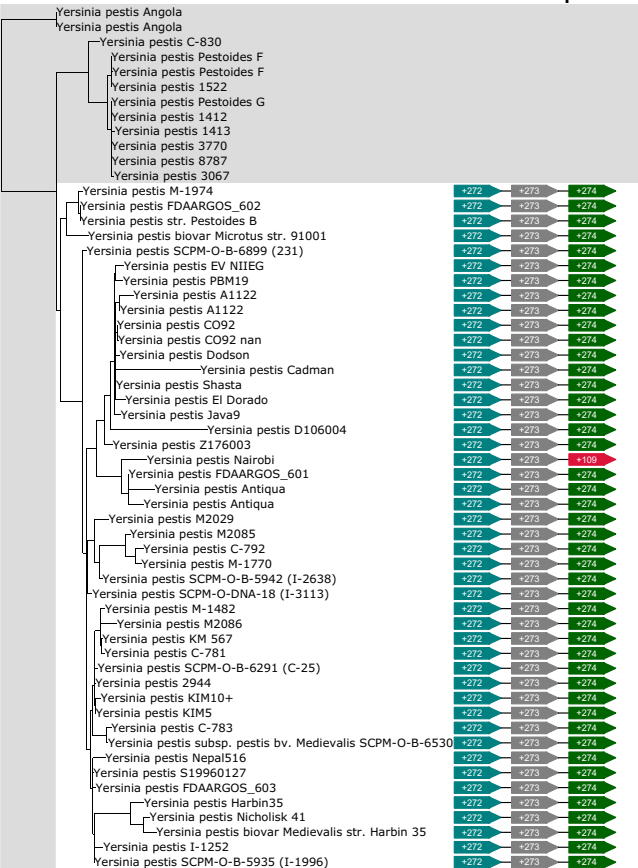 Yersinia pestis Angola
Yersinia pestis Angola
Yersinia pestis C-830
Yersinia pestis Pestoides F
Yersinia pestis Pestoides F
Yersinia pestis 1522
Yersinia pestis Pestoides G
Yersinia pestis 1412
Yersinia pestis 1413
Yersinia pestis 3770
Yersinia pestis 8787
Yersinia pestis 3067
Yersinia pestis M-1974 +272 +273 +274
Yersinia pestis FDAARGOS_602 +272 +273 +274
Yersinia pestis str. Pestoides B +272 +273 +274
Yersinia pestis biovar Microtus str. 91001 +272 +273 +274
Yersinia pestis SCPM-O-B-6899 (231) +272 +273 +274
Yersinia pestis EV NIIEG +272 +273 +274
Yersinia pestis PBM19 +272 +273 +274
Yersinia pestis A1122 +272 +273 +274
Yersinia pestis A1122 +272 +273 +274
Yersinia pestis CO92 +272 +273 +274
Yersinia pestis CO92 nan +272 +273 +274
Yersinia pestis Dodson +272 +273 +274
Yersinia pestis Cadman +272 +273 +274
Yersinia pestis Shasta +272 +273 +274
Yersinia pestis El Dorado +272 +273 +274
Yersinia pestis Java9 +272 +273 +274
Yersinia pestis D106004 +272 +273 +274
Yersinia pestis Z176003 +272 +273 +274
Yersinia pestis Nairobi +272 +273 +109
Yersinia pestis FDAARGOS_601 +272 +273 +274
Yersinia pestis Antiqua +272 +273 +274
Yersinia pestis Antiqua +272 +273 +274
Yersinia pestis M2029 +272 +273 +274
Yersinia pestis M2085 +272 +273 +274
Yersinia pestis C-792 +272 +273 +274
Yersinia pestis M-1770 +272 +273 +274
Yersinia pestis SCPM-O-B-5942 (I-2638) +272 +273 +274
Yersinia pestis SCPM-O-DNA-18 (I-3113) +272 +273 +274
Yersinia pestis M-1482 +272 +273 +274
Yersinia pestis M2086 +272 +273 +274
Yersinia pestis KM 567 +272 +273 +274
Yersinia pestis C-781 +272 +273 +274
Yersinia pestis SCPM-O-B-6291 (C-25) +272 +273 +274
Yersinia pestis 2944 +272 +273 +274
Yersinia pestis KIM10+ +272 +273 +274
Yersinia pestis KIM5 +272 +273 +274
Yersinia pestis C-783 +272 +273 +274
Yersinia pestis subsp. pestis bv. Medievalis SCPM-O-B-6530 +272 +273 +274
Yersinia pestis Nepal516 +272 +273 +274
Yersinia pestis S19960127 +272 +273 +274
Yersinia pestis FDAARGOS_603 +272 +273 +274
Yersinia pestis Harbin35 +272 +273 +274
Yersinia pestis Nicholisk 41 +272 +273 +274
Yersinia pestis biovar Medievalis str. Harbin 35 +272 +273 +274
Yersinia pestis I-1252 +272 +273 +274
Yersinia pestis SCPM-O-B-5935 (I-1996) +272 +273 +274